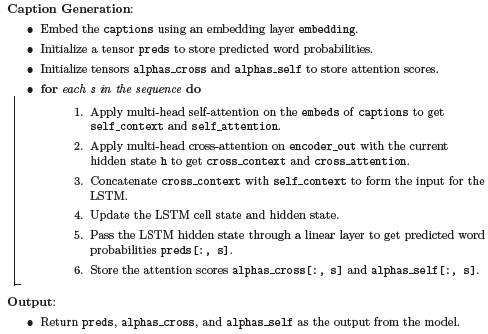 Caption Generation:
• Embed the captions using an embedding layer embedding.
• Initialize a tensor preds to store predicted word probabilities.
• Initialize tensors alphas_cross and alphas_self to store attention scores.
• for each s in the sequence do
1. Apply multi-head self-attention on the embeds of captions to get
self_context and self_attention.
2. Apply multi-head cross-attention on encoder_out with the current
hidden state h to get cross_context and cross_attention.
3. Concatenate cross_context with self_context to form the input for the
LSTM.
4. Update the LSTM cell state and hidden state.
5. Pass the LSTM hidden state through a linear layer to get predicted word
probabilities preds[:, s].
6. Store the attention scores alphas_cross[:, s] and alphas_self[:, s].
Output:
• Return preds, alphas_cross, and alphas_self as the output from the model.